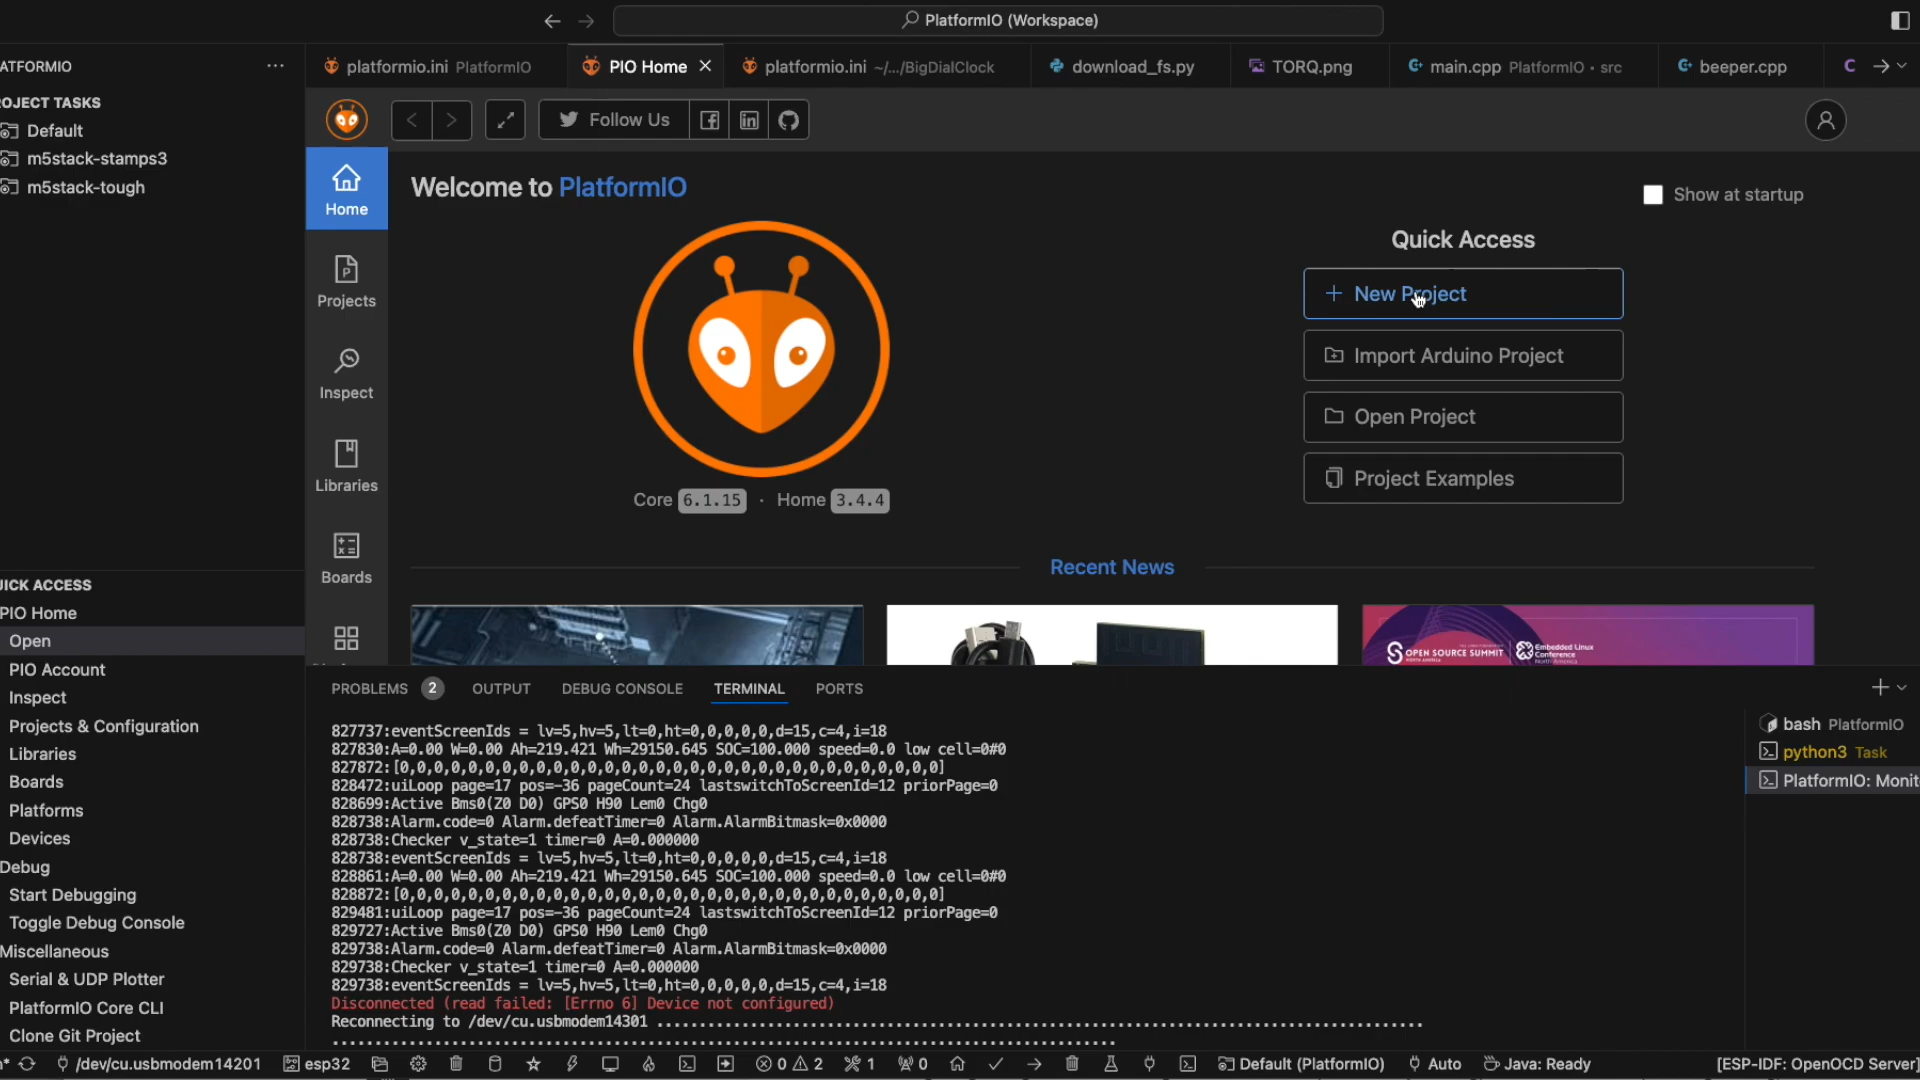 PlatformIO (Workspace)
ATFORMIO
platformio.ini PlatformIO
PIO Home
platformio.ini ~/.../BigDialClock
download_fs.py
TORQ.png
main.cpp PlatformIO • src
beeper.cpp
OJECT TASKS
Default
m5stack-stamps3
m5stack-tough
Follow Us
Home
Projects
Inspect
Libraries
Boards
Welcome to PlatformIO
Show at startup
Quick Access
New Project
Import Arduino Project
Open Project
Project Examples
Core 6.1.15 · Home 3.4.4
Recent News
OPEN SOURCE SUMMIT
NORTH AMERICA
Embedded Linux
Conference
North America
JICK ACCESS
PIO Home
Open
PIO Account
Inspect
Projects & Configuration
Libraries
Boards
Platforms
Devices
Debug
Start Debugging
Toggle Debug Console
Miscellaneous
Serial & UDP Plotter
PlatformIO Core CLI
Clone Git Project
PROBLEMS 2 OUTPUT DEBUG CONSOLE TERMINAL PORTS
827737:eventScreenIds = lv=5,hv=5,lt=0,ht=0,0,0,0,0,d=15,c=4,i=18
827830:A=0.00 W=0.00 Ah=219.421 Wh=29150.645 SOC=100.000 speed=0.0 low cell=0#0
827872:[0,0,0,0,0,0,0,0,0,0,0,0,0,0,0,0,0,0,0,0,0,0,0,0,0,0,0,0,0,0,0,0]
828472:uiLoop page=17 pos=-36 pageCount=24 lastswitchToScreenId=12 priorPage=0
828699:Active Bms0(Z0 D0) GPS0 H90 Lem0 Chg0
828738:Alarm.code=0 Alarm.defeatTimer=0 Alarm.AlarmBitmask=0x0000
828738:Checker v_state=1 timer=0 A=0.000000
828738:eventScreenIds = lv=5,hv=5,lt=0,ht=0,0,0,0,0,d=15,c=4,i=18
828861:A=0.00 W=0.00 Ah=219.421 Wh=29150.645 SOC=100.000 speed=0.0 low cell=0#0
828872:[0,0,0,0,0,0,0,0,0,0,0,0,0,0,0,0,0,0,0,0,0,0,0,0,0,0,0,0,0,0,0,0]
829481:uiLoop page=17 pos=-36 pageCount=24 lastswitchToScreenId=12 priorPage=0
829727:Active Bms0(Z0 D0) GPS0 H90 Lem0 Chg0
829738:Alarm.code=0 Alarm.defeatTimer=0 Alarm.AlarmBitmask=0x0000
829738:Checker v_state=1 timer=0 A=0.000000
829738:eventScreenIds = lv=5,hv=5,lt=0,ht=0,0,0,0,0,d=15,c=4,i=18
Disconnected (read failed: [Errno 6] Device not configured)
Reconnecting to /dev/cu.usbmodem14301 ...........................................................................................
bash PlatformIO
python3 Task
PlatformIO: Monit
/dev/cu.usbmodem14201 esp32 0 2 1 0 Default (PlatformIO) Auto Java: Ready [ESP-IDF: OpenOCD Server]